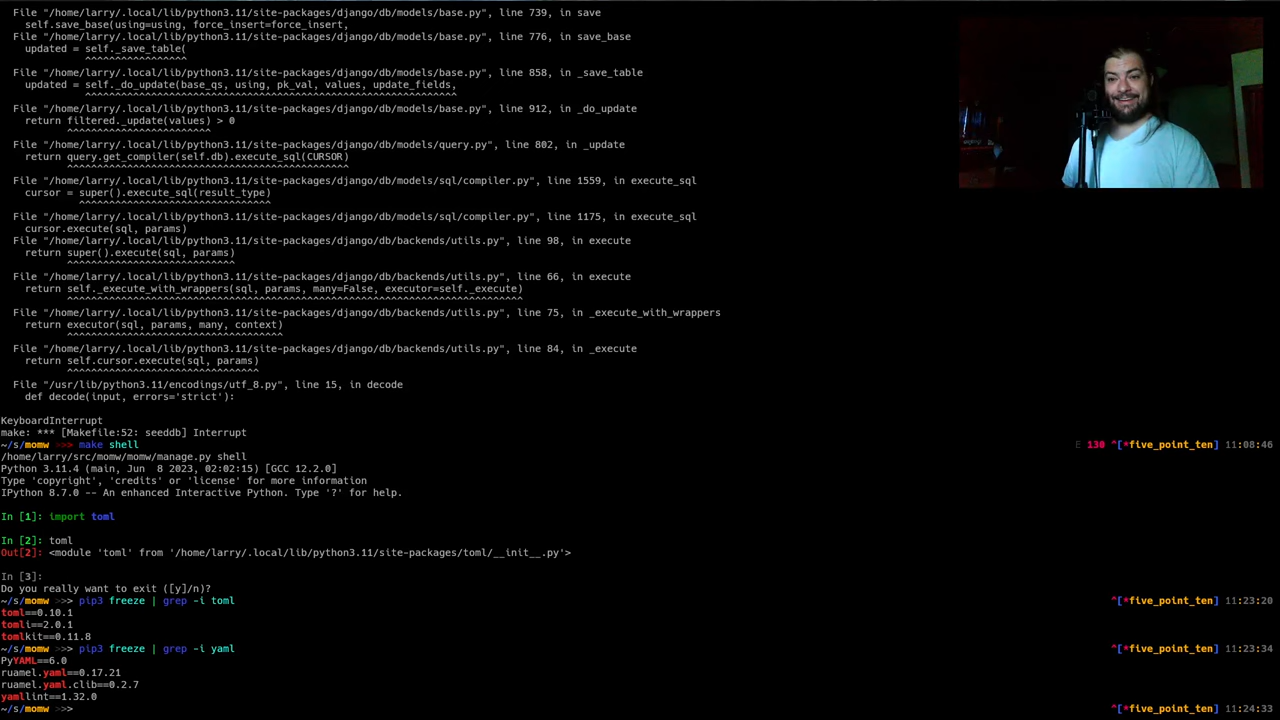 File "/home/larry/.local/lib/python3.11/site-packages/django/db/models/base.py", line 739, in save
self.save_base(using=using, force_insert=force_insert,
File "/home/larry/.local/lib/python3.11/site-packages/django/db/models/base.py", line 776, in save_base
updated = self._save_table(
^^^^^^^^^^^^^^^^^
File "/home/larry/.local/lib/python3.11/site-packages/django/db/models/base.py", line 858, in _save_table
updated = self._do_update(base_qs, using, pk_val, values, update_fields,
^^^^^^^^^^^^^^^^^^^^^^^^^^^^^^^^^^^^^^^^^^^^^^^^^^^^^^^^^^^^^^
File "/home/larry/.local/lib/python3.11/site-packages/django/db/models/base.py", line 912, in _do_update
return filtered._update(values) > 0
^^^^^^^^^^^^^^^^^^^^^^^^
File "/home/larry/.local/lib/python3.11/site-packages/django/db/models/query.py", line 802, in _update
return query.get_compiler(self.db).execute_sql(CURSOR)
^^^^^^^^^^^^^^^^^^^^^^^^^^^^^^^^^^^^^^^^^^^^^^^
File "/home/larry/.local/lib/python3.11/site-packages/django/db/models/sql/compiler.py", line 1559, in execute_sql
cursor = super().execute_sql(result_type)
^^^^^^^^^^^^^^^^^^^^^^^^^^^^^^^^
File "/home/larry/.local/lib/python3.11/site-packages/django/db/models/sql/compiler.py", line 1175, in execute_sql
cursor.execute(sql, params)
File "/home/larry/.local/lib/python3.11/site-packages/django/db/backends/utils.py", line 98, in execute
return super().execute(sql, params)
^^^^^^^^^^^^^^^^^^^^^^^^^^^^
File "/home/larry/.local/lib/python3.11/site-packages/django/db/backends/utils.py", line 66, in execute
return self._execute_with_wrappers(sql, params, many=False, executor=self._execute)
^^^^^^^^^^^^^^^^^^^^^^^^^^^^^^^^^^^^^^^^^^^^^^^^^^^^^^^^^^^^^^^^^^^^^^^^^^^^
File "/home/larry/.local/lib/python3.11/site-packages/django/db/backends/utils.py", line 75, in _execute_with_wrappers
return executor(sql, params, many, context)
^^^^^^^^^^^^^^^^^^^^^^^^^^^^^^^^^^^^
File "/home/larry/.local/lib/python3.11/site-packages/django/db/backends/utils.py", line 84, in _execute
return self.cursor.execute(sql, params)
^^^^^^^^^^^^^^^^^^^^^^^^^^^^^^^^
File "/usr/lib/python3.11/encodings/utf_8.py", line 15, in decode
def decode(input, errors='strict'):
KeyboardInterrupt
make: *** [Makefile:52: seeddb] Interrupt
~/s/momw >>> make shell E 130 ^[*five_point_ten] 11:08:46
/home/larry/src/momw/momw/manage.py shell
Python 3.11.4 (main, Jun  8 2023, 02:02:15) [GCC 12.2.0]
Type 'copyright', 'credits' or 'license' for more information
IPython 8.7.0 -- An enhanced Interactive Python. Type '?' for help.
In [1]: import toml
In [2]: toml
Out[2]: <module 'toml' from '/home/larry/.local/lib/python3.11/site-packages/toml/__init__.py'>
In [3]:
Do you really want to exit ([y]/n)?
~/s/momw >>> pip3 freeze | grep -i toml ^[*five_point_ten] 11:23:20
toml==0.10.1
tomli==2.0.1
tomlkit==0.11.8
~/s/momw >>> pip3 freeze | grep -i yaml ^[*five_point_ten] 11:23:34
PyYAML==6.0
ruamel.yaml==0.17.21
ruamel.yaml.clib==0.2.7
yamllint==1.32.0
~/s/momw >>> ^[*five_point_ten] 11:24:33